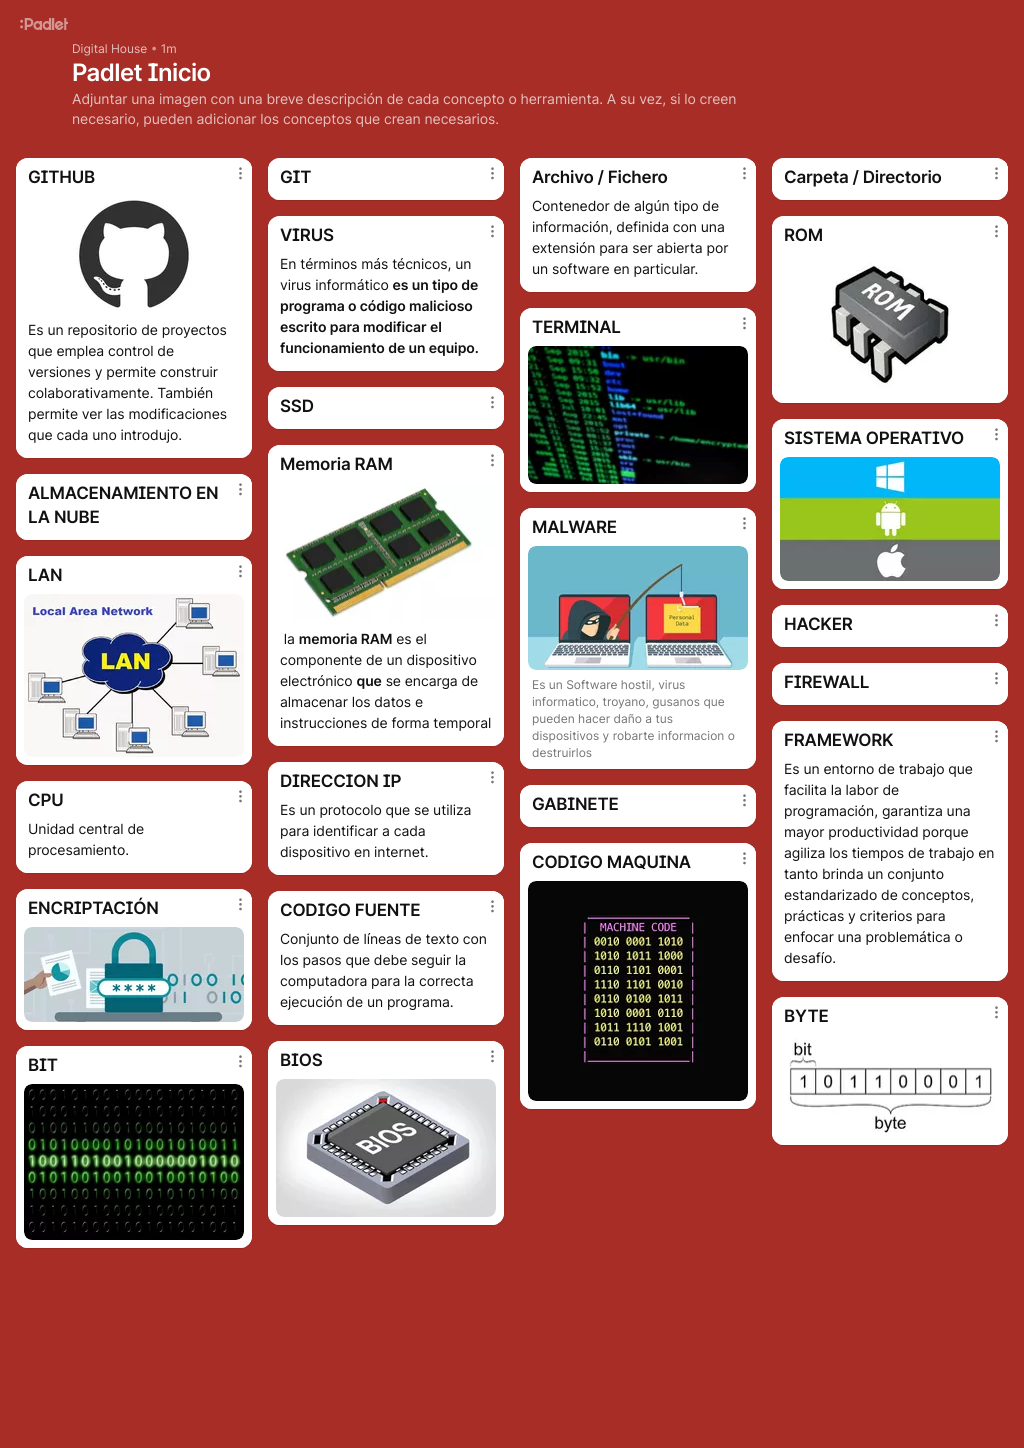 :Padlet
Digital House • 1m
Padlet Inicio
Adjuntar una imagen con una breve descripción de cada concepto o herramienta. A su vez, si lo creen
necesario, pueden adicionar los conceptos que crean necesarios.
GITHUB
Es un repositorio de proyectos
que emplea control de
versiones y permite construir
colaborativamente. También
permite ver las modificaciones
que cada uno introdujo.
ALMACENAMIENTO EN
LA NUBE
LAN
Local Area Network
LAN
CPU
Unidad central de
procesamiento.
ENCRIPTACIÓN
****
BIT
0101000010100101010011
1001101001000000101010
GIT
VIRUS
En términos más técnicos, un
virus informático es un tipo de
programa o código malicioso
escrito para modificar el
funcionamiento de un equipo.
SSD
Memoria RAM
la memoria RAM es el
componente de un dispositivo
electrónico que se encarga de
almacenar los datos e
instrucciones de forma temporal
DIRECCION IP
Es un protocolo que se utiliza
para identificar a cada
dispositivo en internet.
CODIGO FUENTE
Conjunto de líneas de texto con
los pasos que debe seguir la
computadora para la correcta
ejecución de un programa.
BIOS
BIOS
Archivo / Fichero
Contenedor de algún tipo de
información, definida con una
extensión para ser abierta por
un software en particular.
TERMINAL
MALWARE
Personal
Data
Es un Software hostil, virus
informatico, troyano, gusanos que
pueden hacer daño a tus
dispositivos y robarte informacion o
destruirlos
GABINETE
CODIGO MAQUINA
MACHINE CODE
0010 0001 1010
1010 1011 1000
0110 1101 0001
1110 1101 0010
0110 0100 1011
1010 0001 0110
1011 1110 1001
0110 0101 1001
Carpeta / Directorio
ROM
ROM
SISTEMA OPERATIVO
HACKER
FIREWALL
FRAMEWORK
Es un entorno de trabajo que
facilita la labor de
programación, garantiza una
mayor productividad porque
agiliza los tiempos de trabajo en
tanto brinda un conjunto
estandarizado de conceptos,
prácticas y criterios para
enfocar una problemática o
desafío.
BYTE
bit
1 0 1 1 0 0 0 1
byte